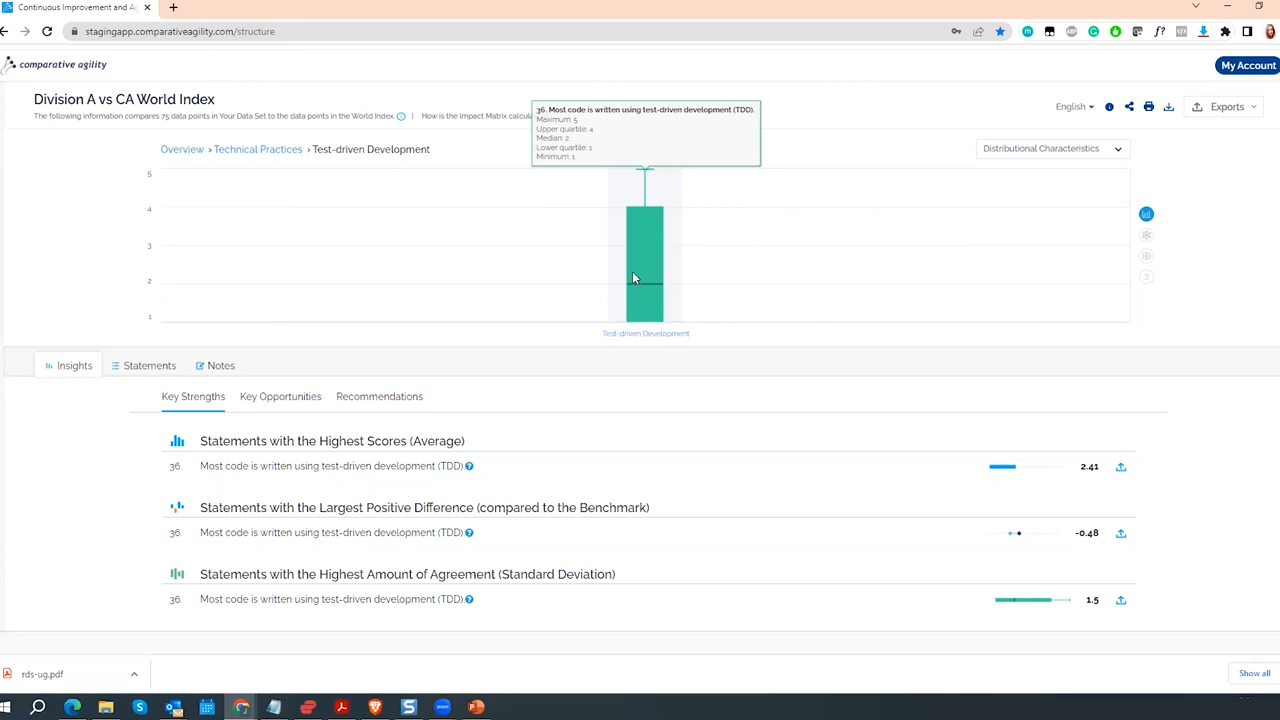 Continuous Improvement and Ag
stagingapp.comparativeagility.com/structure
comparative agility
My Account
Division A vs CA World Index
The following information compares 75 data points in Your Data Set to the data points in the World Index. | How is the Impact Matrix calcula
English
Exports
36. Most code is written using test-driven development (TDD).
Maximum: 5
Upper quartile: 4
Median: 2
Lower quartile: 1
Minimum: 1
Overview › Technical Practices › Test-driven Development
Distributional Characteristics
5
4
3
2
1
Test-driven Development
Insights
Statements
Notes
Key Strengths
Key Opportunities
Recommendations
Statements with the Highest Scores (Average)
36. Most code is written using test-driven development (TDD). 2.41
Statements with the Largest Positive Difference (compared to the Benchmark)
36. Most code is written using test-driven development (TDD). -0.48
Statements with the Highest Amount of Agreement (Standard Deviation)
36. Most code is written using test-driven development (TDD). 1.5
rds-ug.pdf
Show all